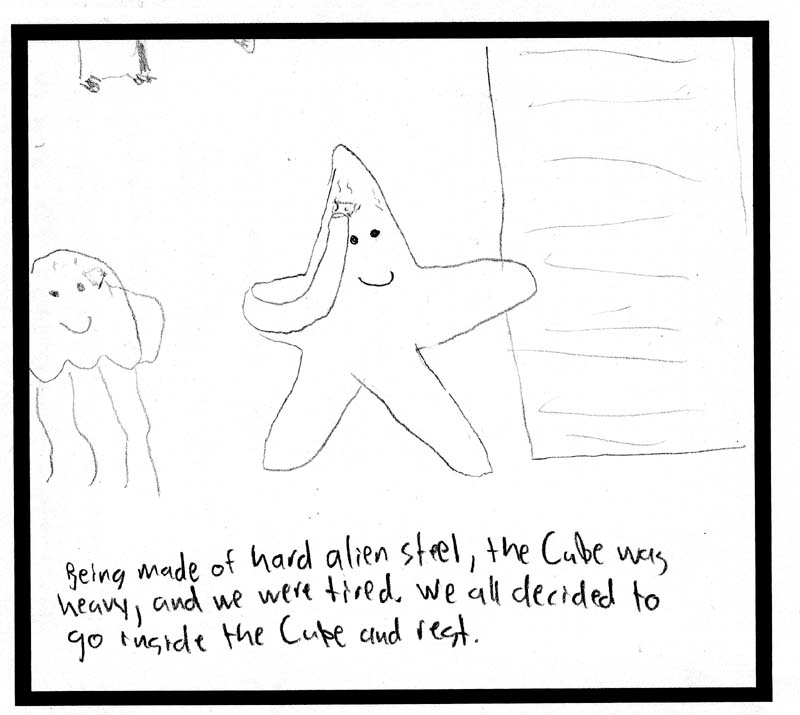 Being made of hard alien steel, the Cube was
heavy, and we were tired. We all decided to
go inside the Cube and rest.